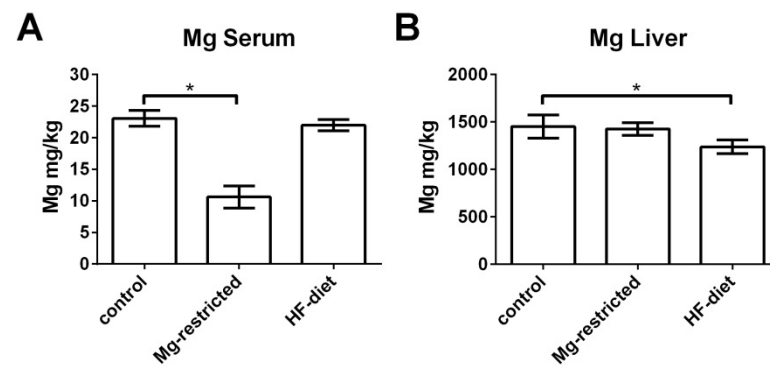 A
Mg Serum
Mg mg/kg
30
25
20
15
10
5
0
*
control
Mg-restricted
HF-diet
B
Mg Liver
Mg mg/kg
2000
1500
1000
500
0
*
control
Mg-restricted
HF-diet